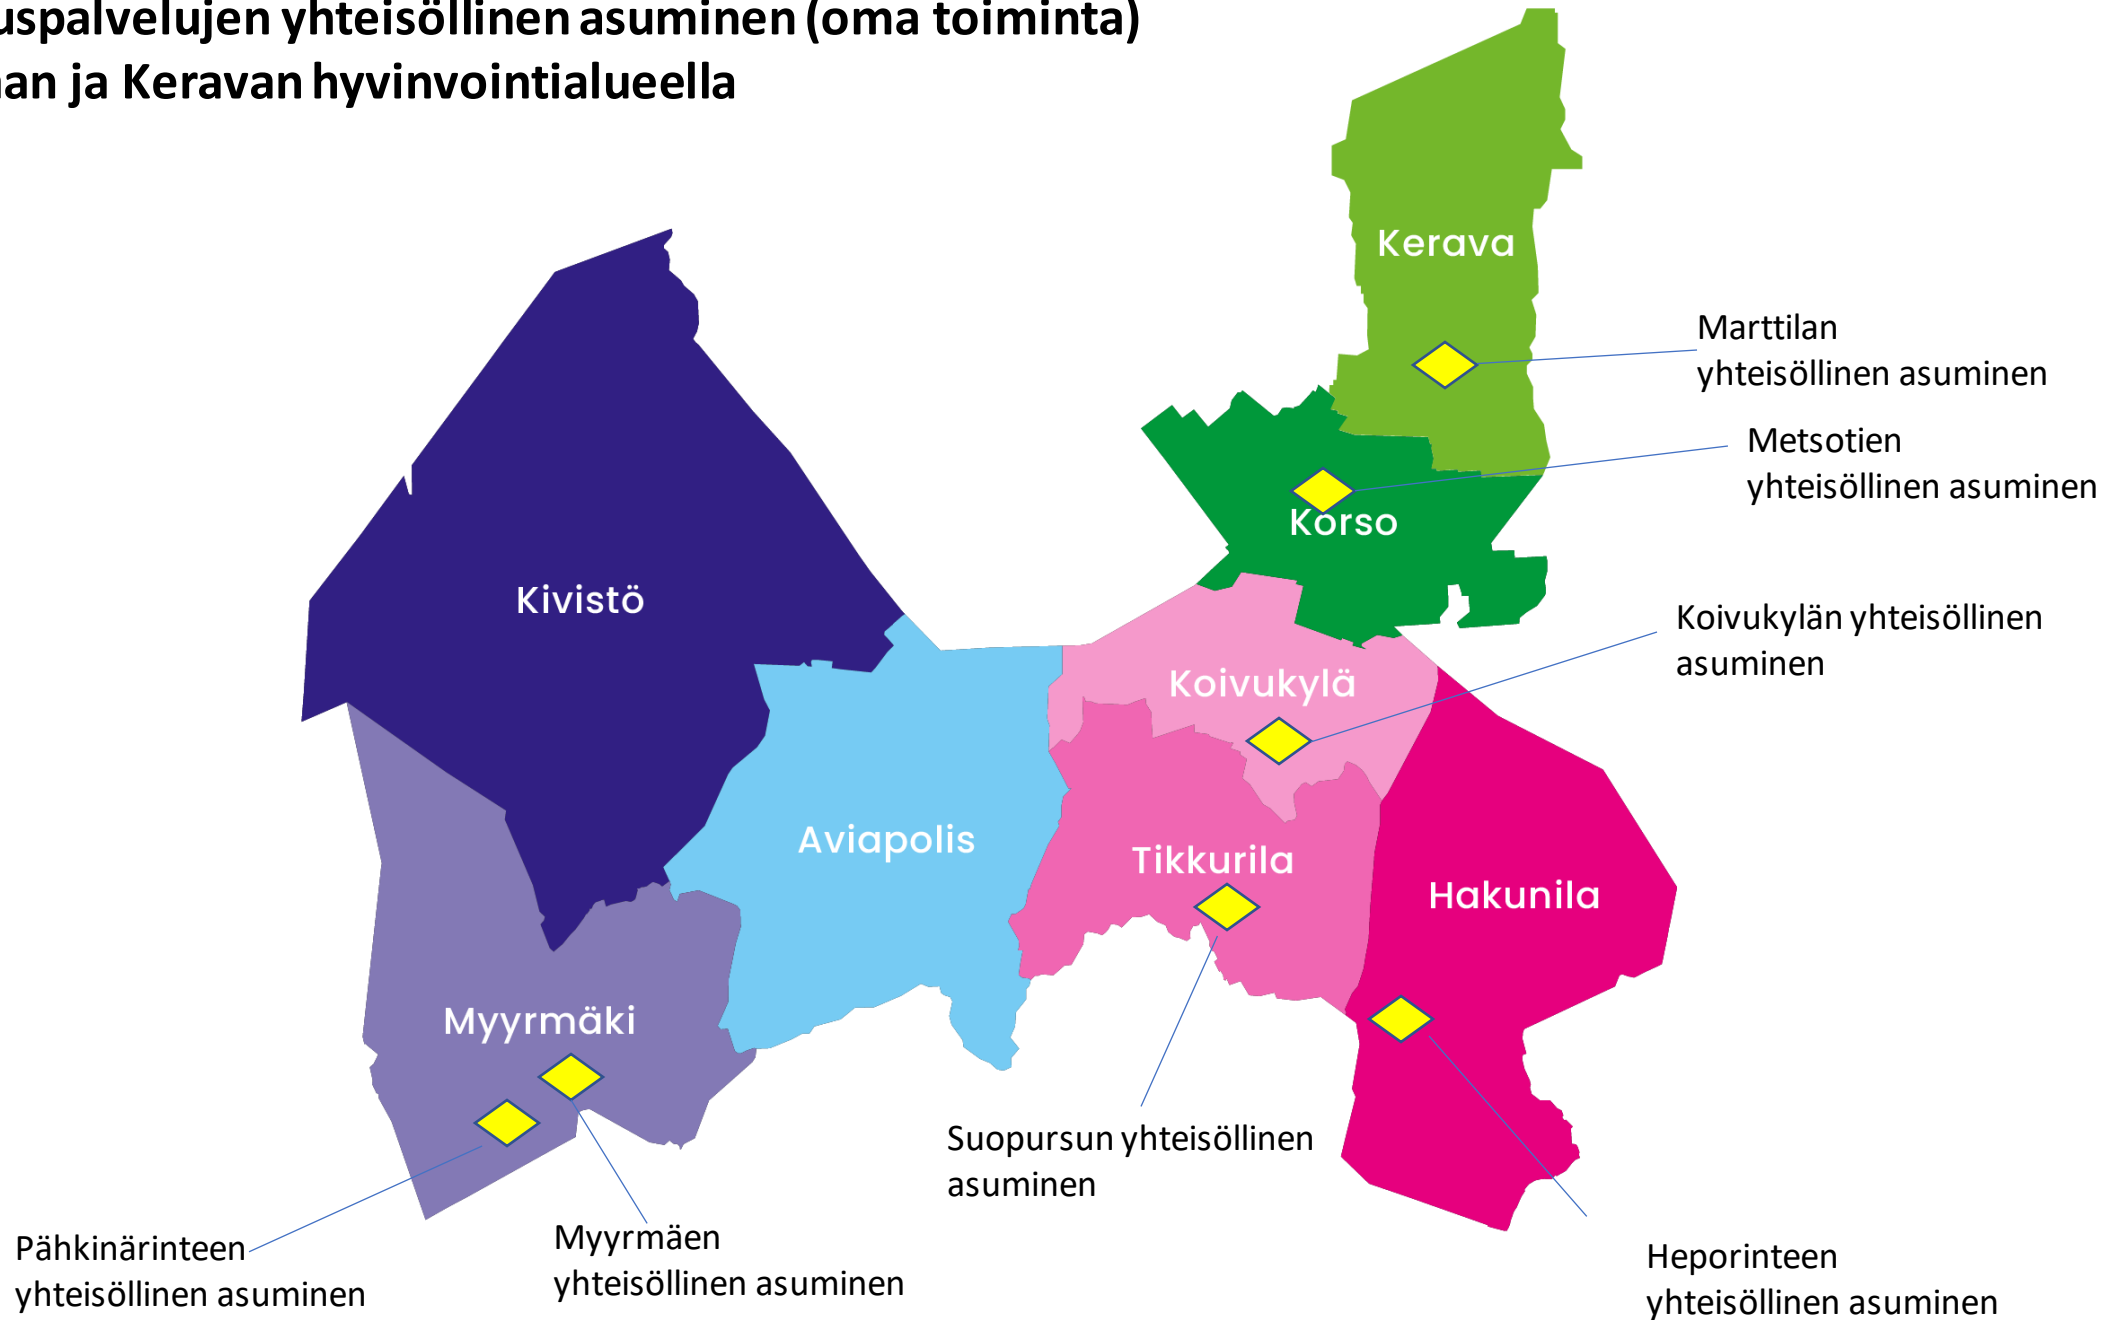 uspalvelujen yhteisöllinen asuminen (oma toiminta)
an ja Keravan hyvinvointialueella
Kerava
Marttilan
yhteisöllinen asuminen
Metsotien
yhteisöllinen asuminen
Korso
Kivistö
Koivukylän yhteisöllinen
asuminen
Koivukylä
Aviapolis
Tikkurila
Hakunila
Myyrmäki
Suopursun yhteisöllinen
asuminen
Pähkinärinteen
yhteisöllinen asuminen
Myyrmäen
yhteisöllinen asuminen
Heporinteen
yhteisöllinen asuminen